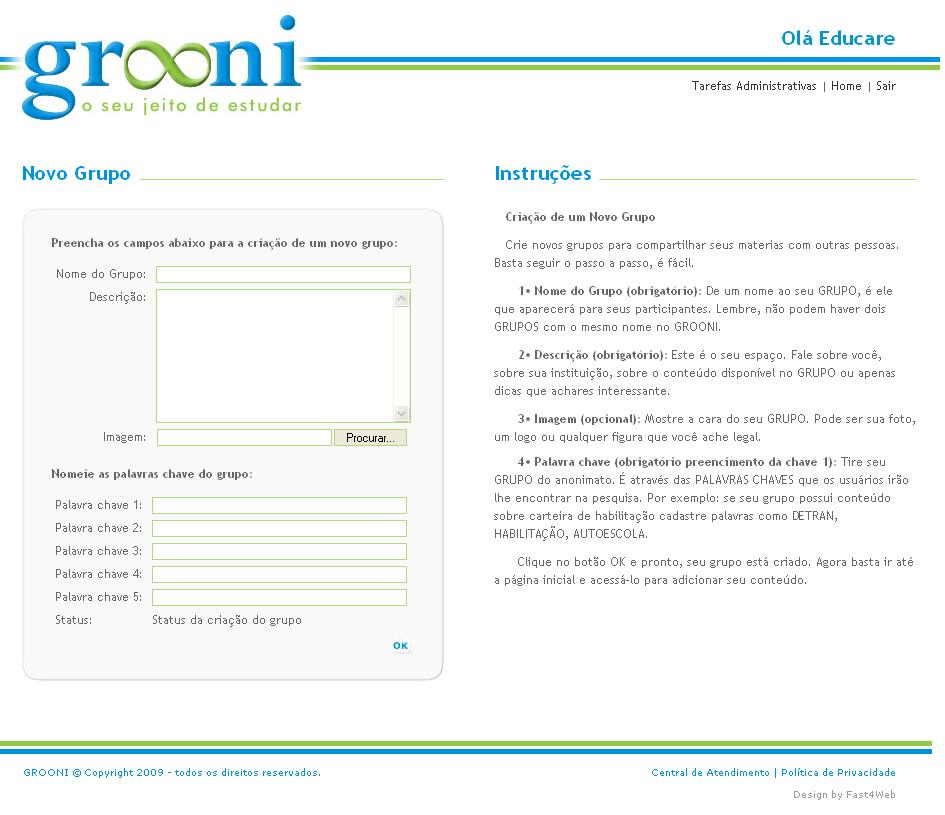 grooni
o seu jeito de estudar
Olá Educare
Tarefas Administrativas | Home | Sair
Novo Grupo
Preencha os campos abaixo para a criação de um novo grupo:
Nome do Grupo:
Descrição:
Imagem:
Procurar...
Nomeie as palavras chave do grupo:
Palavra chave 1:
Palavra chave 2:
Palavra chave 3:
Palavra chave 4:
Palavra chave 5:
Status: Status da criação do grupo
OK
Instruções
Criação de um Novo Grupo
Crie novos grupos para compartilhar seus materias com outras pessoas.
Basta seguir o passo a passo, é fácil.
1• Nome do Grupo (obrigatório): De um nome ao seu GRUPO, é ele
que aparecerá para seus participantes. Lembre, não podem haver dois
GRUPOS com o mesmo nome no GROONI.
2• Descrição (obrigatório): Este é o seu espaço. Fale sobre você,
sobre sua instituição, sobre o conteúdo disponível no GRUPO ou apenas
dicas que achares interessante.
3• Imagem (opcional): Mostre a cara do seu GRUPO. Pode ser sua foto,
um logo ou qualquer figura que você ache legal.
4• Palavra chave (obrigatório preencimento da chave 1): Tire seu
GRUPO do anonimato. É através das PALAVRAS CHAVES que os usuários irão
lhe encontrar na pesquisa. Por exemplo: se seu grupo possui conteúdo
sobre carteira de habilitação cadastre palavras como DETRAN,
HABILITAÇÃO, AUTOESCOLA.
Clique no botão OK e pronto, seu grupo está criado. Agora basta ir até
a página inicial e acessá-lo para adicionar seu conteúdo.
GROONI © Copyright 2009 - todos os direitos reservados.
Central de Atendimento | Política de Privacidade
Design by Fast4Web